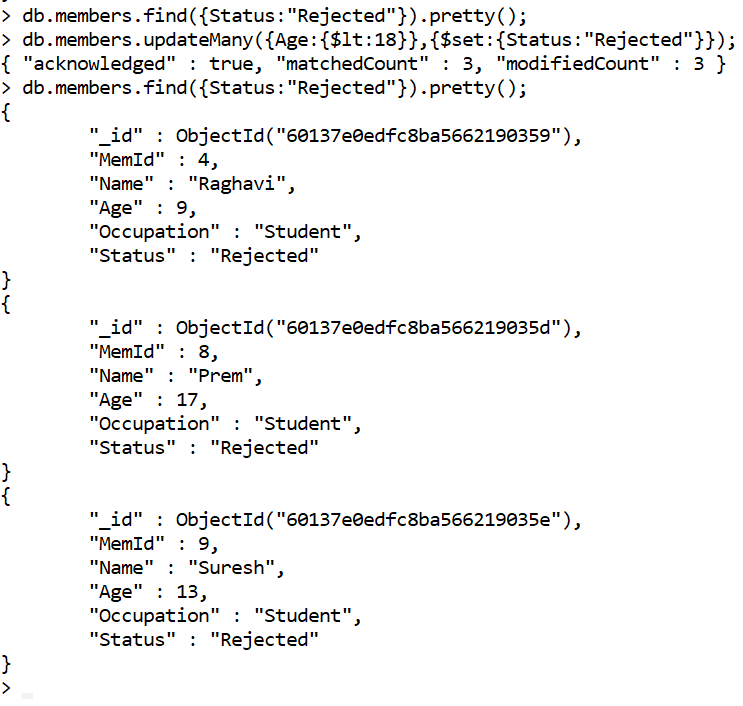 > db.members.find({Status:"Rejected"}).pretty();
> db.members.updateMany({Age:{$lt:18}},{$set:{Status:"Rejected"}});
{ "acknowledged" : true, "matchedCount" : 3, "modifiedCount" : 3 }
> db.members.find({Status:"Rejected"}).pretty();
{
        "_id" : ObjectId("60137e0edfc8ba5662190359"),
        "MemId" : 4,
        "Name" : "Raghavi",
        "Age" : 9,
        "Occupation" : "Student",
        "Status" : "Rejected"
}
{
        "_id" : ObjectId("60137e0edfc8ba566219035d"),
        "MemId" : 8,
        "Name" : "Prem",
        "Age" : 17,
        "Occupation" : "Student",
        "Status" : "Rejected"
}
{
        "_id" : ObjectId("60137e0edfc8ba566219035e"),
        "MemId" : 9,
        "Name" : "Suresh",
        "Age" : 13,
        "Occupation" : "Student",
        "Status" : "Rejected"
}
>